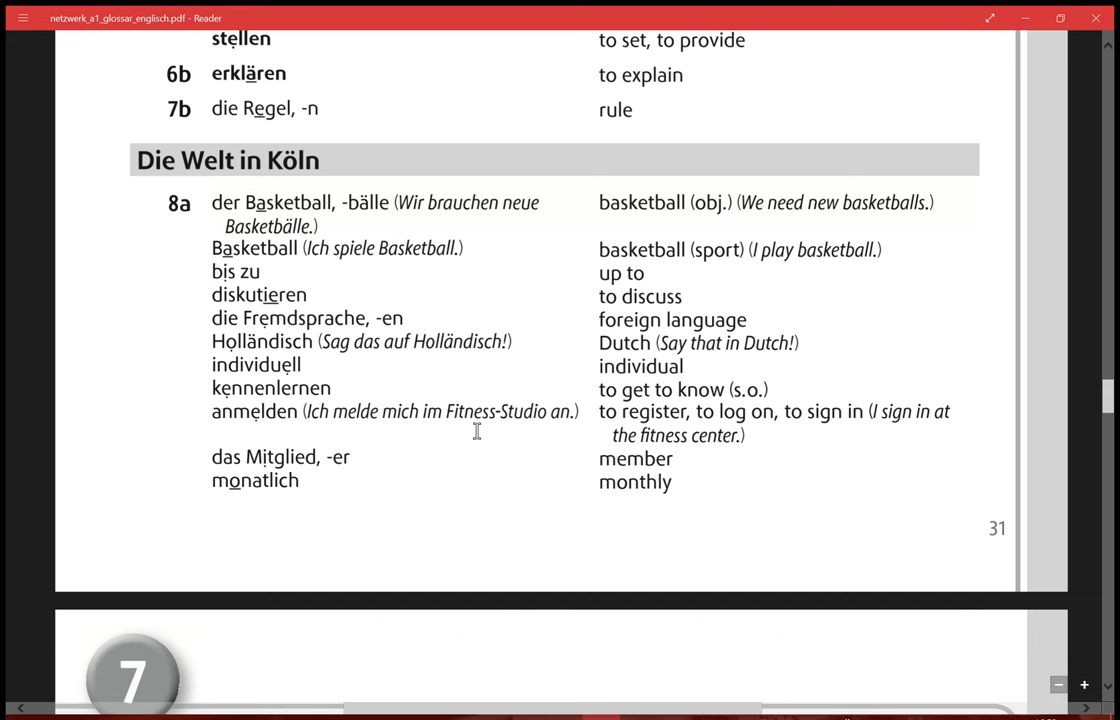 netzwerk_a1_glossar_englisch.pdf - Reader
stellen to set, to provide
6b erklären to explain
7b die Regel, -n rule
Die Welt in Köln
8a der Basketball, -bälle (Wir brauchen neue basketball (obj.) (We need new basketballs.)
Basketbälle.)
Basketball (Ich spiele Basketball.) basketball (sport) (I play basketball.)
bis zu up to
diskutieren to discuss
die Fremdsprache, -en foreign language
Holländisch (Sag das auf Holländisch!) Dutch (Say that in Dutch!)
individuell individual
kennenlernen to get to know (s.o.)
anmelden (Ich melde mich im Fitness-Studio an.) to register, to log on, to sign in (I sign in at
the fitness center.)
das Mitglied, -er member
monatlich monthly
31
7